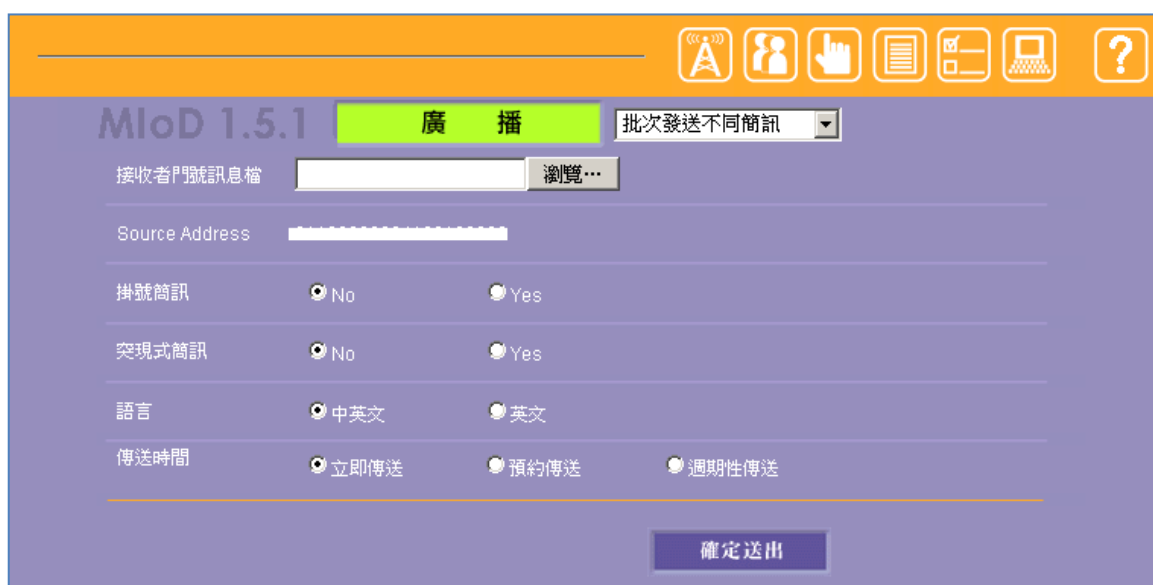 ?
MIoD 1.5.1 廣 播 批次發送不同簡訊
接收者門號訊息檔 瀏覽…
Source Address
掛號簡訊 No Yes
突現式簡訊 No Yes
語言 中英文 英文
傳送時間 立即傳送 預約傳送 週期性傳送
確定送出